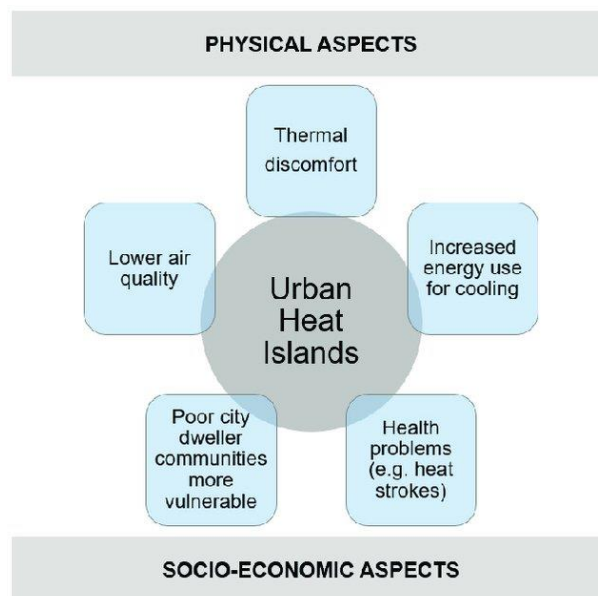 PHYSICAL ASPECTS
Thermal
discomfort
Lower air
quality
Increased
energy use
for cooling
Urban
Heat
Islands
Poor city
dweller
communities
more
vulnerable
Health
problems
(e.g. heat
strokes)
SOCIO-ECONOMIC ASPECTS